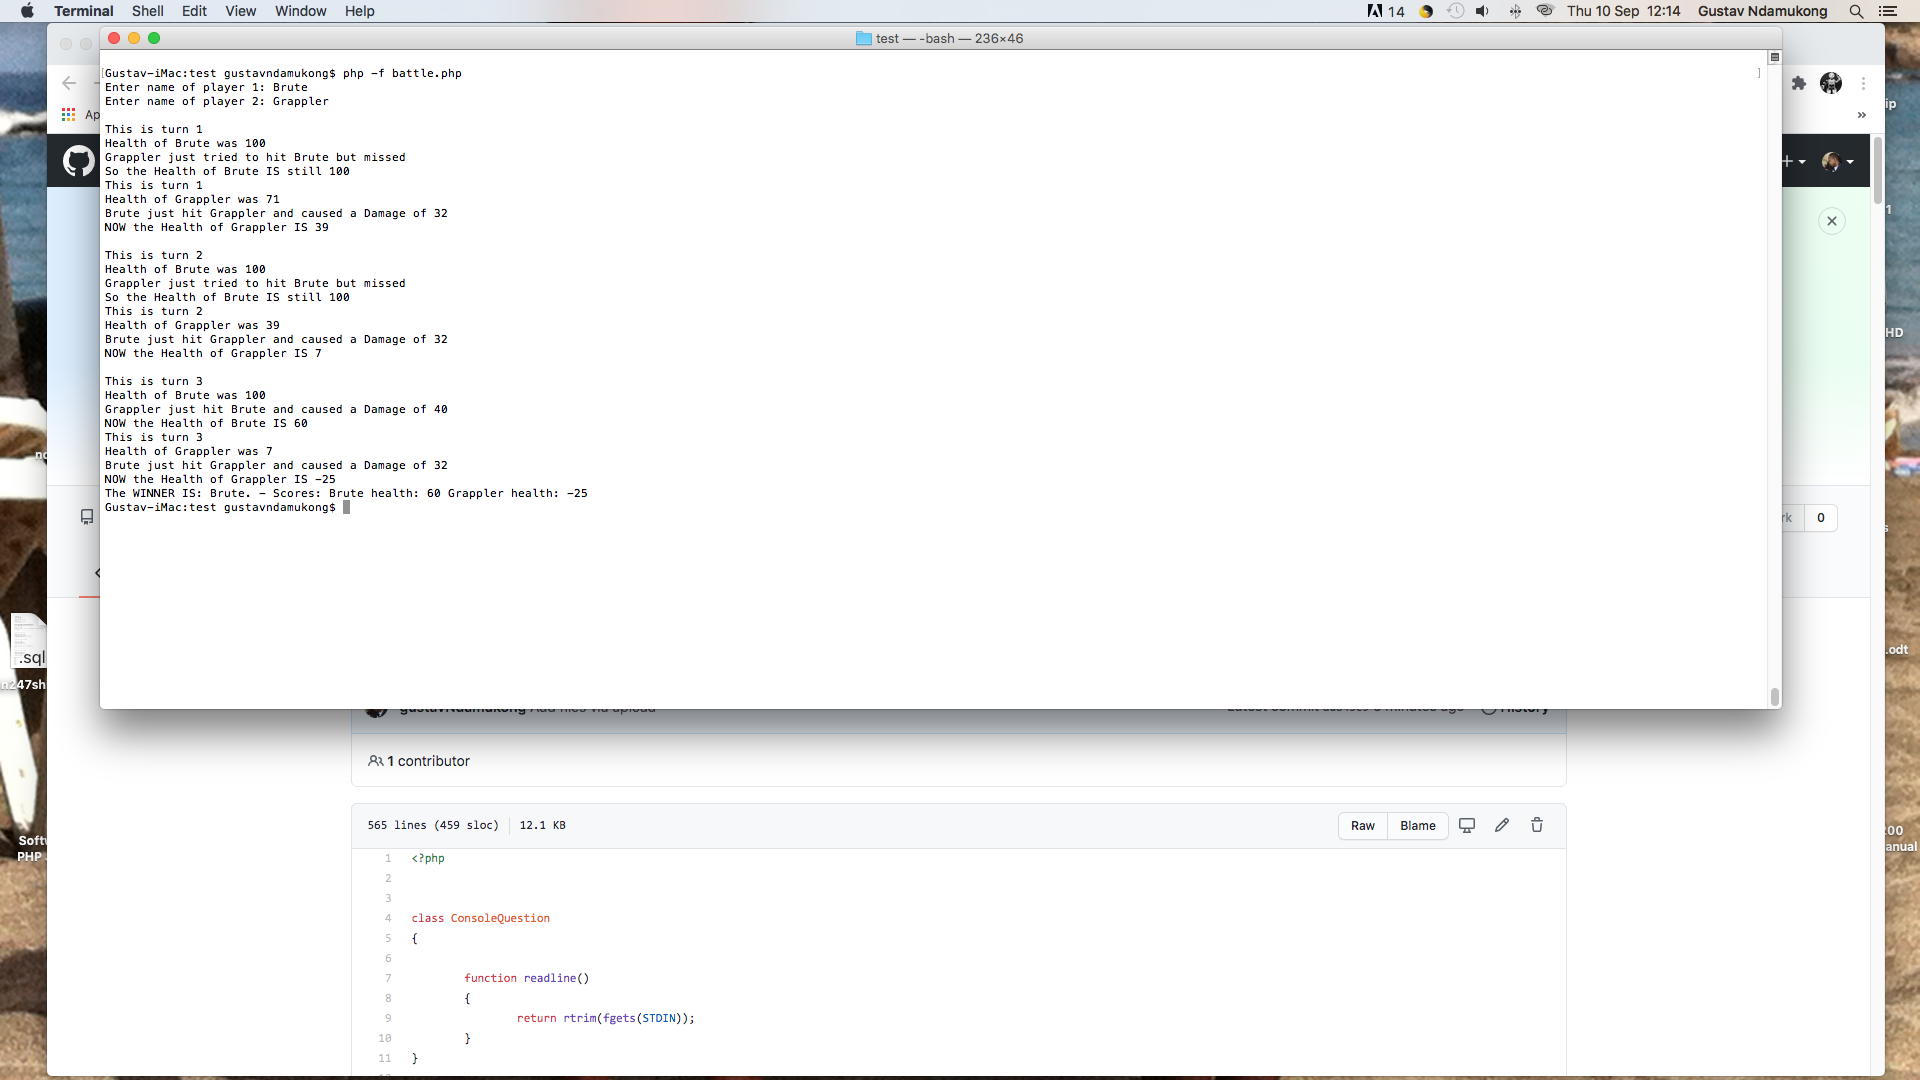 Terminal Shell Edit View Window Help
14 Thu 10 Sep 12:14 Gustav Ndamukong
test — -bash — 236×46
[Gustav-iMac:test gustavndamukong$ php -f battle.php ]
Enter name of player 1: Brute
Enter name of player 2: Grappler
This is turn 1
Health of Brute was 100
Grappler just tried to hit Brute but missed
So the Health of Brute IS still 100
This is turn 1
Health of Grappler was 71
Brute just hit Grappler and caused a Damage of 32
NOW the Health of Grappler IS 39
This is turn 2
Health of Brute was 100
Grappler just tried to hit Brute but missed
So the Health of Brute IS still 100
This is turn 2
Health of Grappler was 39
Brute just hit Grappler and caused a Damage of 32
NOW the Health of Grappler IS 7
This is turn 3
Health of Brute was 100
Grappler just hit Brute and caused a Damage of 40
NOW the Health of Brute IS 60
This is turn 3
Health of Grappler was 7
Brute just hit Grappler and caused a Damage of 32
NOW the Health of Grappler IS -25
The WINNER IS: Brute. - Scores: Brute health: 60 Grappler health: -25
Gustav-iMac:test gustavndamukong$
Ap
ip
1
HD
rk 0
s
.sql
n247sh
.odt
gustavNdamukong Add files via upload
History
1 contributor
565 lines (459 sloc) 12.1 KB
Raw Blame
Softw
PHP
:00
anual
1 <?php
2
3
4 class ConsoleQuestion
5 {
6
7 function readline()
8 {
9 return rtrim(fgets(STDIN));
10 }
11 }